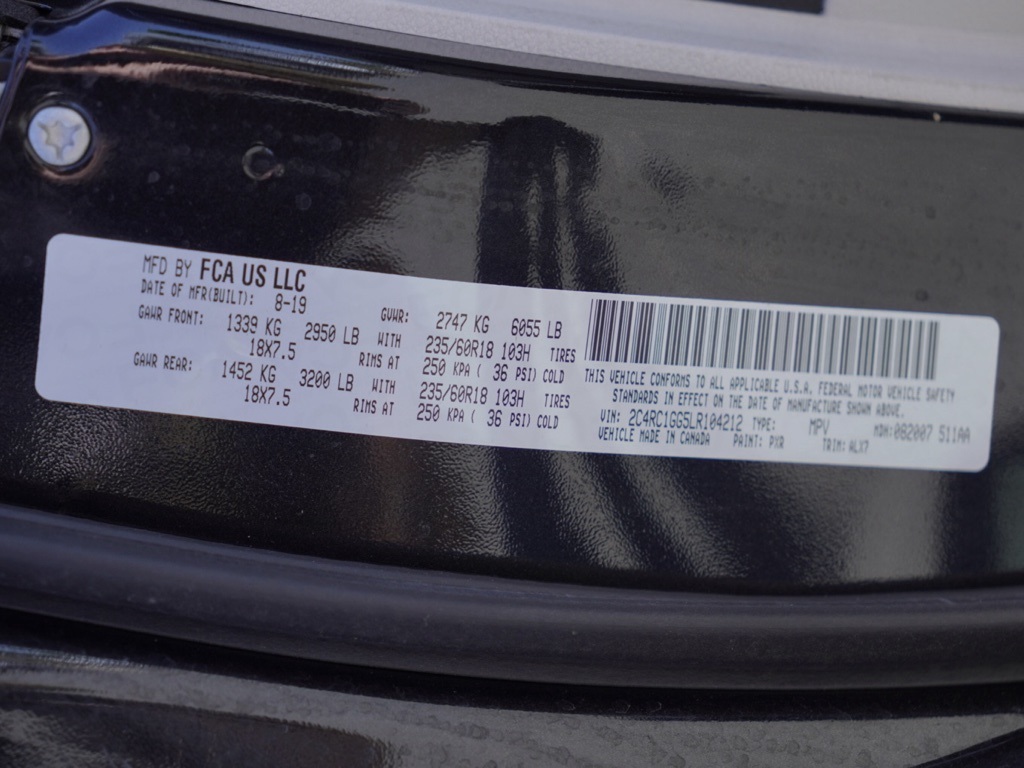 MFD BY FCA US LLC
DATE OF MFR(BUILT): 8-19
GVWR: 2747 KG 6055 LB
GAWR FRONT: 1339 KG 2950 LB WITH 235/60R18 103H TIRES
18X7.5 RIMS AT 250 KPA ( 36 PSI) COLD
GAWR REAR: 1452 KG 3200 LB WITH 235/60R18 103H TIRES
18X7.5 RIMS AT 250 KPA ( 36 PSI) COLD
THIS VEHICLE CONFORMS TO ALL APPLICABLE U.S.A. FEDERAL MOTOR VEHICLE SAFETY
STANDARDS IN EFFECT ON THE DATE OF MANUFACTURE SHOWN ABOVE.
VIN: 2C4RC1GG5LR104212 TYPE: MPV MDH: 082007 511AA
VEHICLE MADE IN CANADA PAINT: PXR TRIM: ALX7